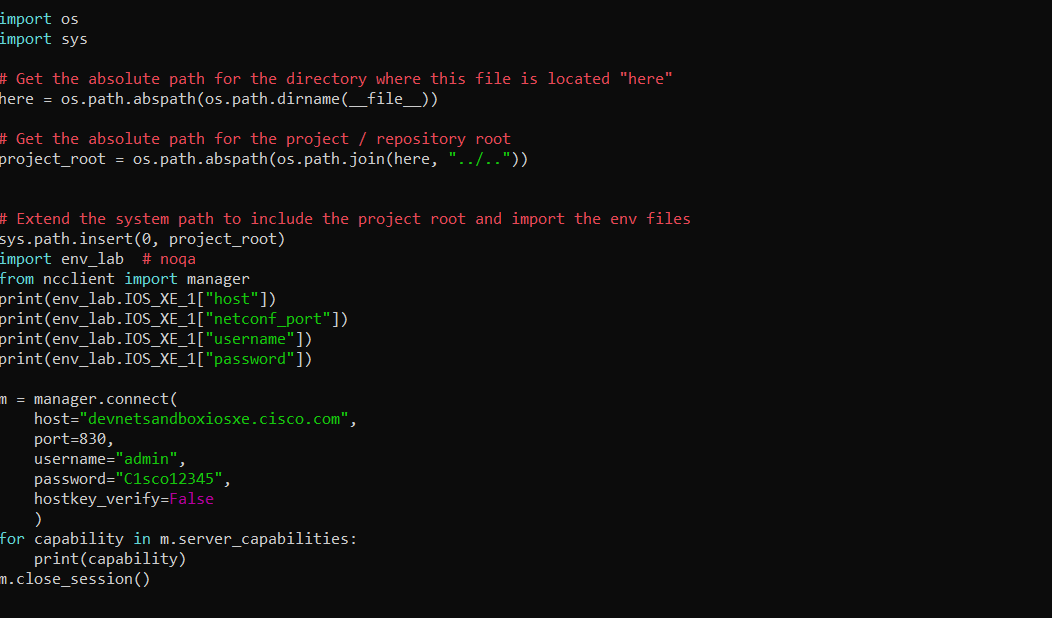 import os
import sys
# Get the absolute path for the directory where this file is located "here"
here = os.path.abspath(os.path.dirname(__file__))
# Get the absolute path for the project / repository root
project_root = os.path.abspath(os.path.join(here, "../.."))
# Extend the system path to include the project root and import the env files
sys.path.insert(0, project_root)
import env_lab  # noqa
from ncclient import manager
print(env_lab.IOS_XE_1["host"])
print(env_lab.IOS_XE_1["netconf_port"])
print(env_lab.IOS_XE_1["username"])
print(env_lab.IOS_XE_1["password"])
m = manager.connect(
    host="devnetsandboxiosxe.cisco.com",
    port=830,
    username="admin",
    password="C1sco12345",
    hostkey_verify=False
    )
for capability in m.server_capabilities:
    print(capability)
m.close_session()